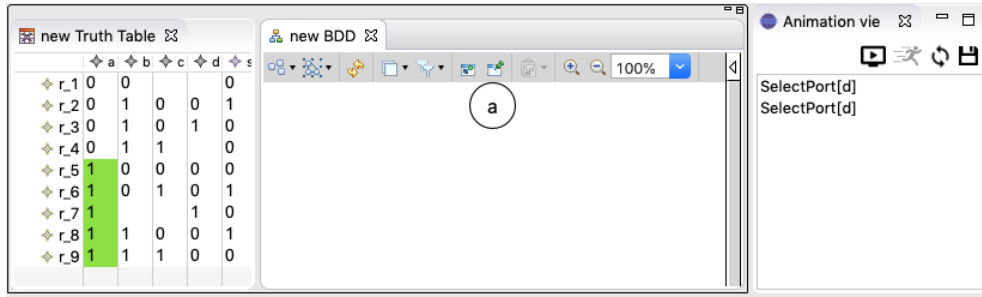 new Truth Table
a b c d s
r_1 0 0 0
r_2 0 1 0 0 1
r_3 0 1 0 1 0
r_4 0 1 1 0
r_5 1 0 0 0 0
r_6 1 0 1 0 1
r_7 1 1 0
r_8 1 1 0 0 1
r_9 1 1 1 0 0
new BDD
100%
a
Animation vie
SelectPort[d]
SelectPort[d]